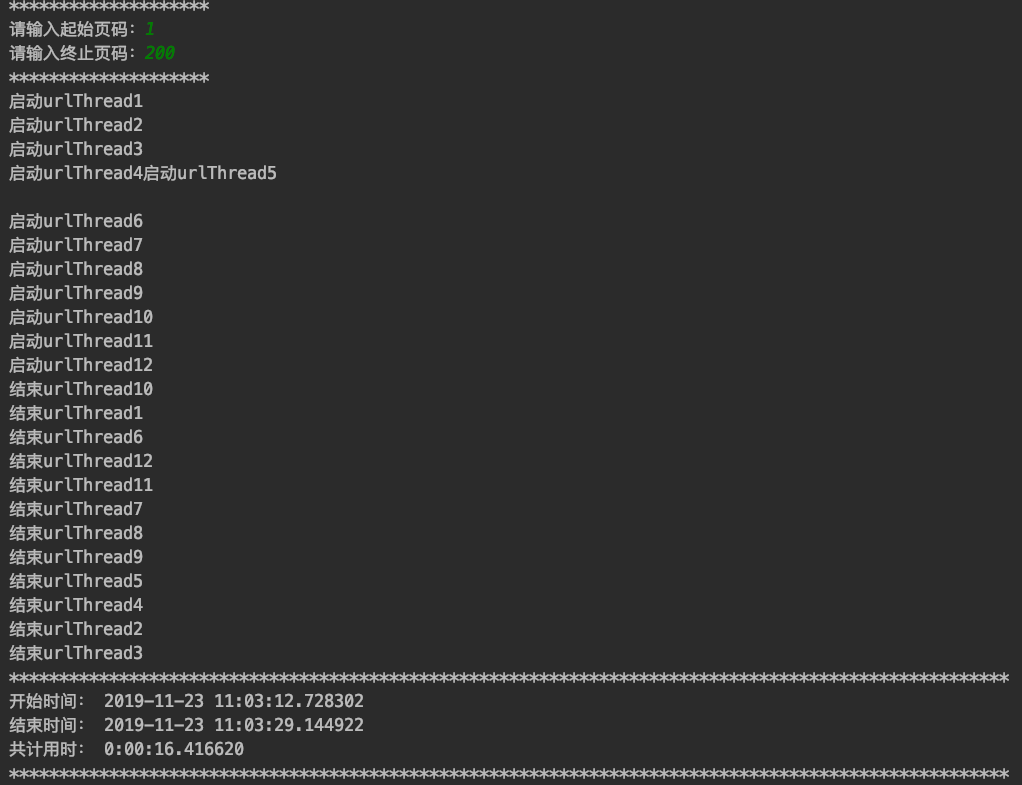 ********************
请输入起始页码：1
请输入终止页码：200
********************
启动urlThread1
启动urlThread2
启动urlThread3
启动urlThread4启动urlThread5
启动urlThread6
启动urlThread7
启动urlThread8
启动urlThread9
启动urlThread10
启动urlThread11
启动urlThread12
结束urlThread10
结束urlThread1
结束urlThread6
结束urlThread12
结束urlThread11
结束urlThread7
结束urlThread8
结束urlThread9
结束urlThread5
结束urlThread4
结束urlThread2
结束urlThread3
****************************************************************************************************
开始时间： 2019-11-23 11:03:12.728302
结束时间： 2019-11-23 11:03:29.144922
共计用时： 0:00:16.416620
****************************************************************************************************